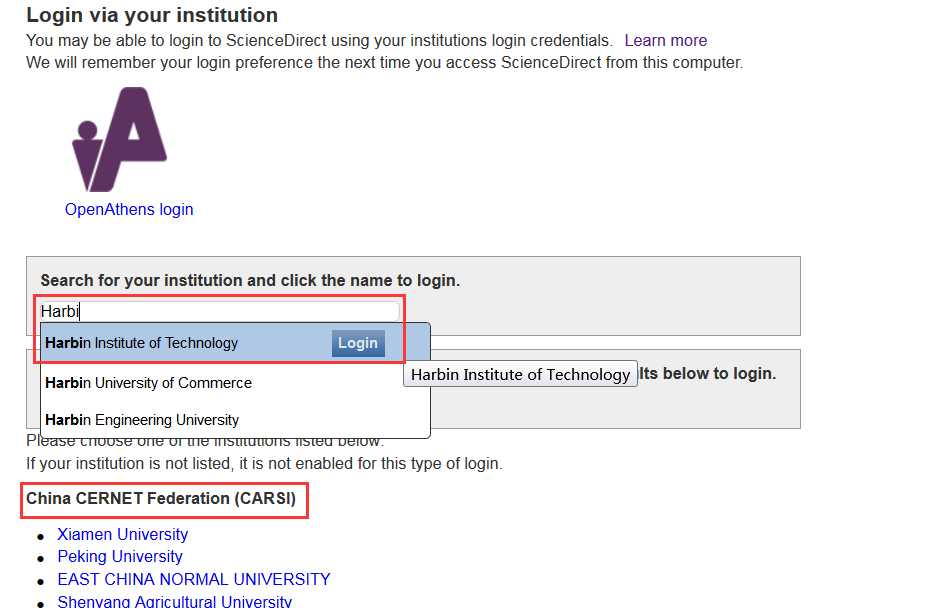 Login via your institution
You may be able to login to ScienceDirect using your institutions login credentials. Learn more
We will remember your login preference the next time you access ScienceDirect from this computer.
OpenAthens login
Search for your institution and click the name to login.
Harbi
Harbin Institute of Technology Login
Harbin Institute of Technology
lts below to login.
Harbin University of Commerce
Harbin Engineering University
Please choose one of the institutions listed below.
If your institution is not listed, it is not enabled for this type of login.
China CERNET Federation (CARSI)
Xiamen University
Peking University
EAST CHINA NORMAL UNIVERSITY
Shenyang Agricultural University